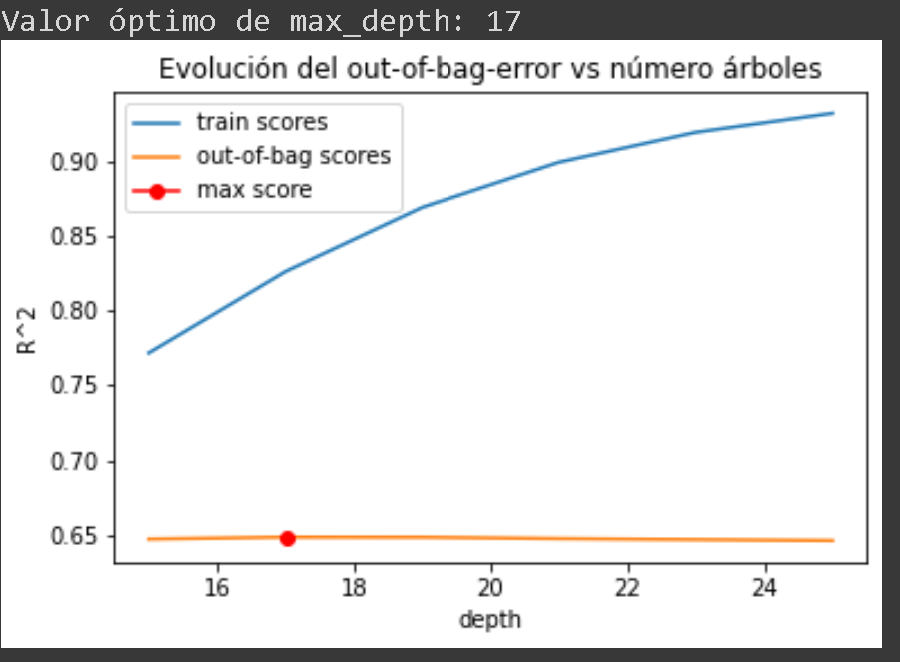 Valor óptimo de max_depth: 17
Evolución del out-of-bag-error vs número árboles
train scores
out-of-bag scores
max score
0.90
0.85
0.80
0.75
0.70
0.65
R^2
16 18 20 22 24
depth